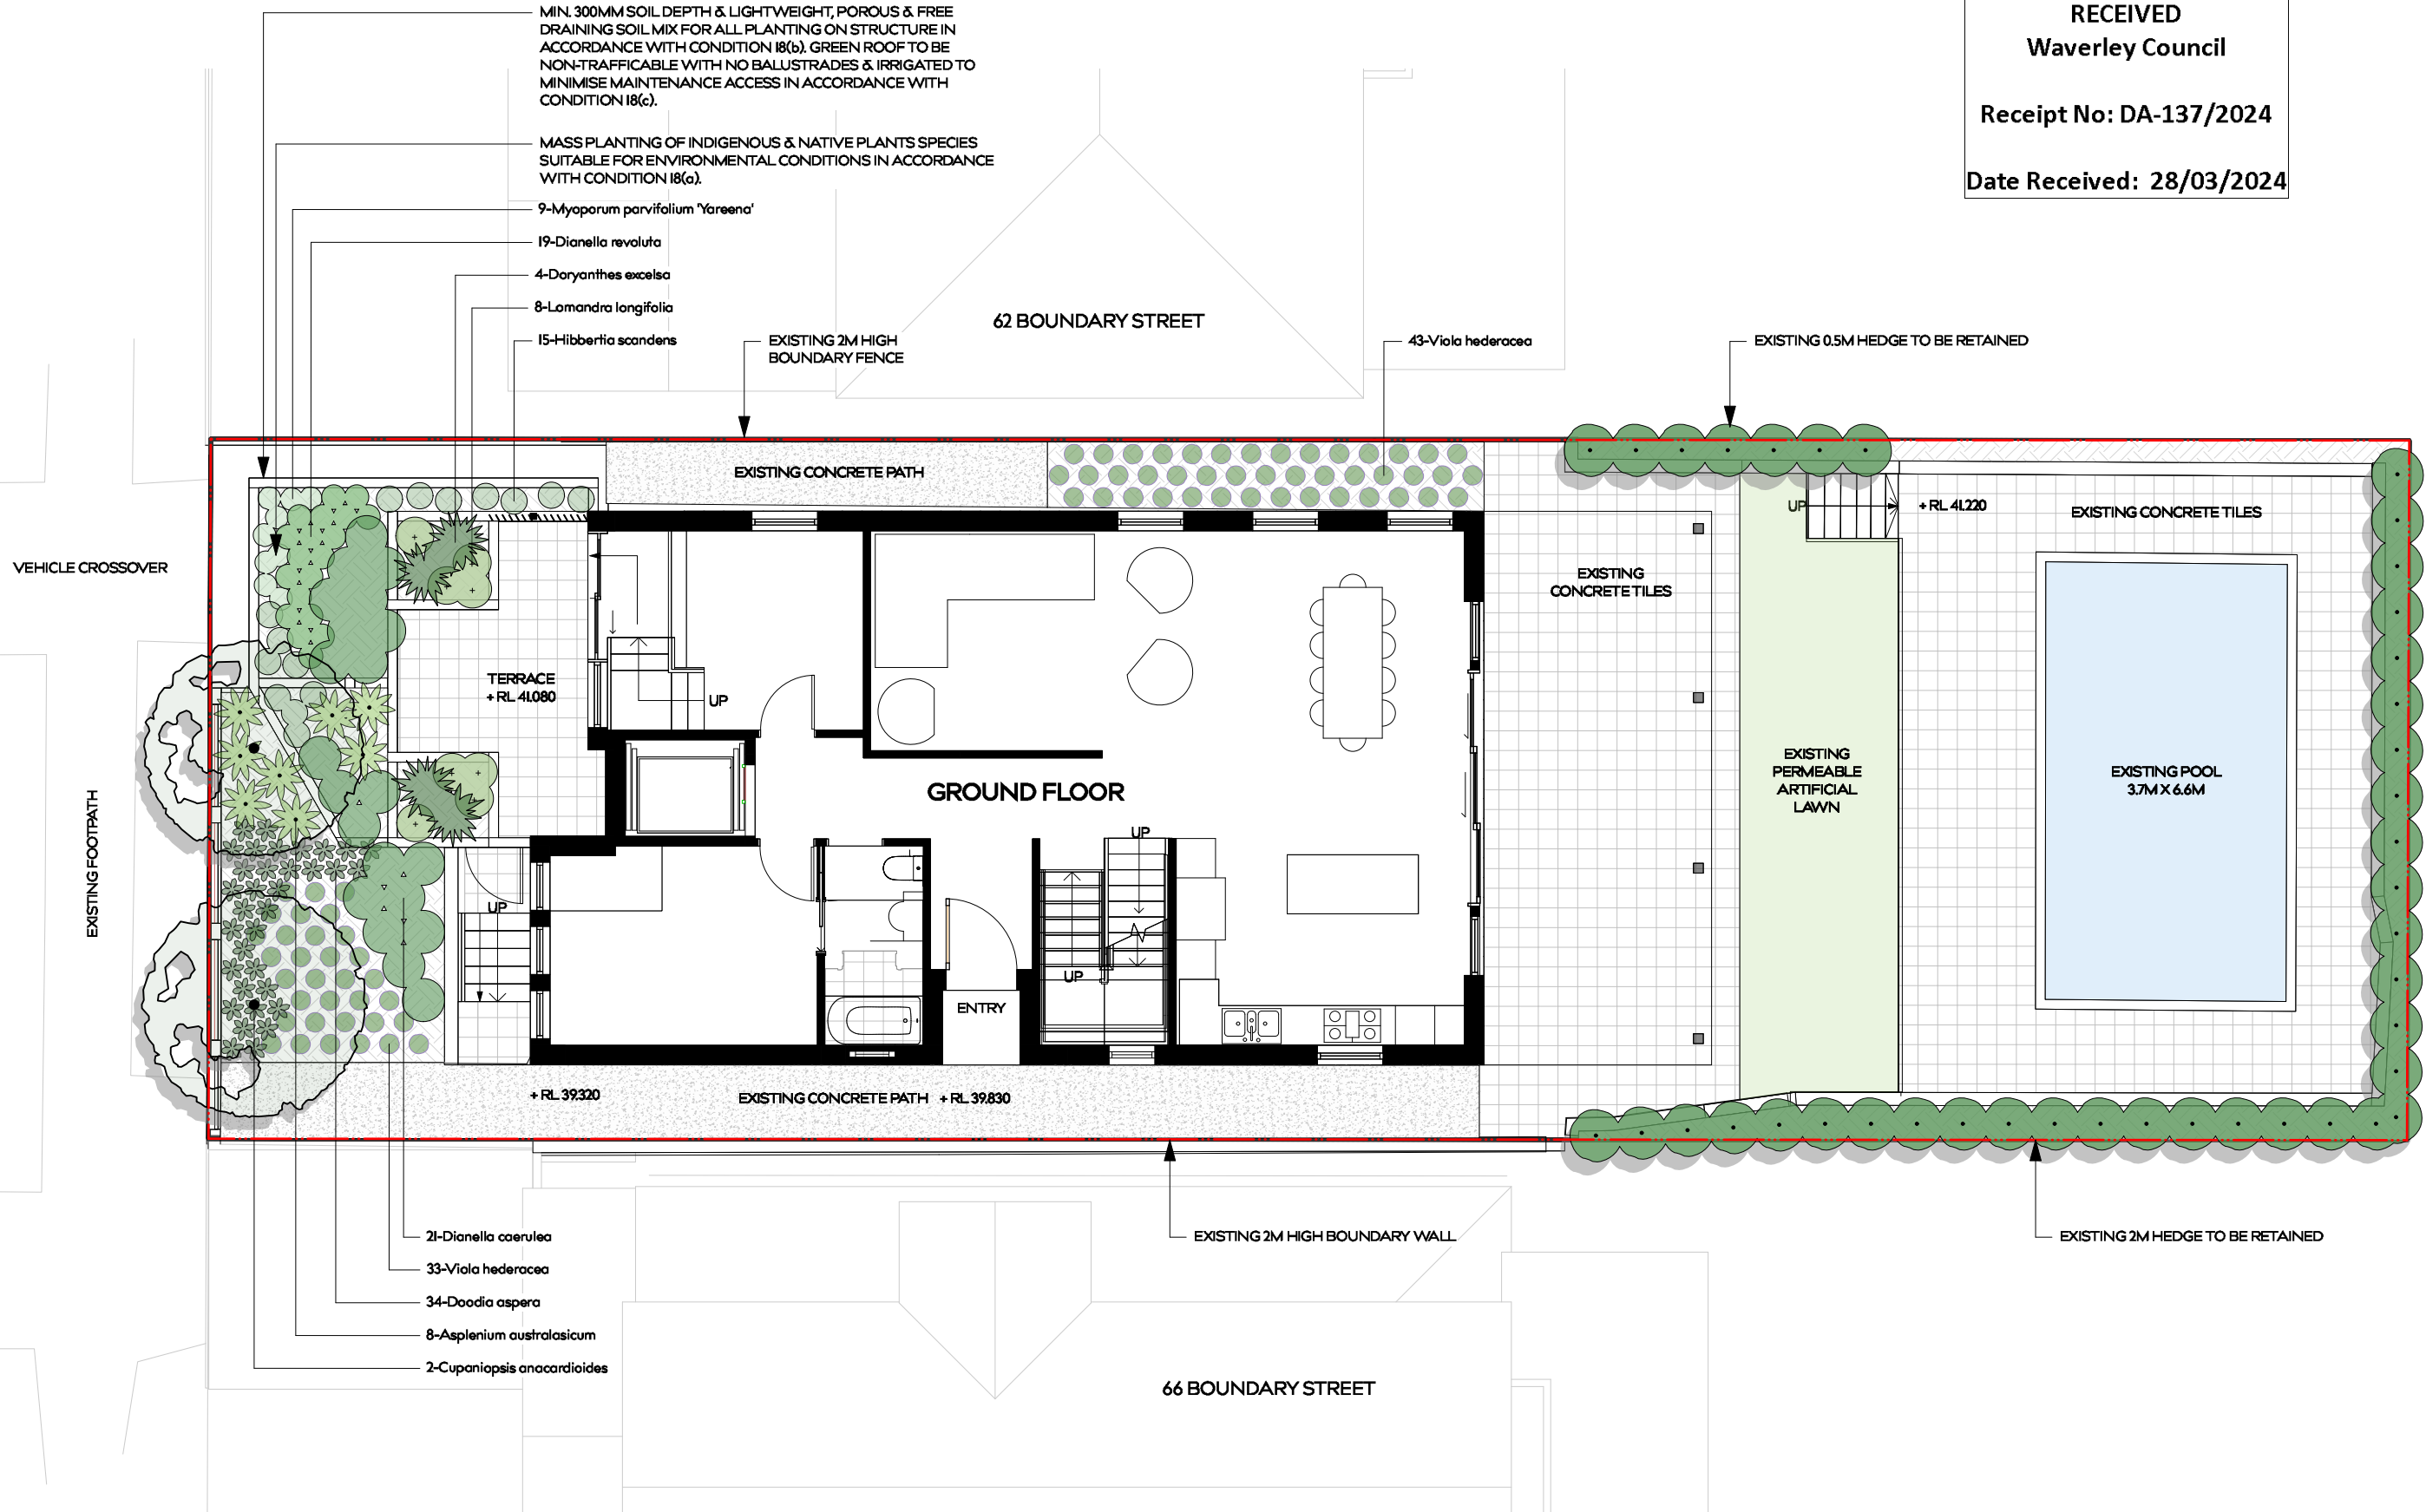 MIN. 300MM SOIL DEPTH & LIGHTWEIGHT, POROUS & FREE
DRAINING SOIL MIX FOR ALL PLANTING ON STRUCTURE IN
ACCORDANCE WITH CONDITION 18(b). GREEN ROOF TO BE
NON-TRAFFICABLE WITH NO BALUSTRADES & IRRIGATED TO
MINIMISE MAINTENANCE ACCESS IN ACCORDANCE WITH
CONDITION 18(c).
MASS PLANTING OF INDIGENOUS & NATIVE PLANTS SPECIES
SUITABLE FOR ENVIRONMENTAL CONDITIONS IN ACCORDANCE
WITH CONDITION 18(a).
9-Myoporum parvifolium 'Yareena'
19-Dianella revoluta
4-Doryanthes excelsa
8-Lomandra longifolia
15-Hibbertia scandens
RECEIVED
Waverley Council
Receipt No: DA-137/2024
Date Received: 28/03/2024
62 BOUNDARY STREET
EXISTING 2M HIGH
BOUNDARY FENCE
43-Viola hederacea
EXISTING 0.5M HEDGE TO BE RETAINED
EXISTING CONCRETE PATH
UP
+ RL 41.220
EXISTING CONCRETE TILES
VEHICLE CROSSOVER
EXISTING
CONCRETE TILES
TERRACE
+ RL 41.080
UP
GROUND FLOOR
EXISTING
PERMEABLE
ARTIFICIAL
LAWN
EXISTING POOL
3.7M X 6.6M
EXISTING FOOTPATH
UP
UP
UP
ENTRY
+ RL 39.320
EXISTING CONCRETE PATH + RL 39.830
21-Dianella caerulea
33-Viola hederacea
34-Doodia aspera
8-Asplenium australasicum
2-Cupaniopsis anacardioides
EXISTING 2M HIGH BOUNDARY WALL
EXISTING 2M HEDGE TO BE RETAINED
66 BOUNDARY STREET